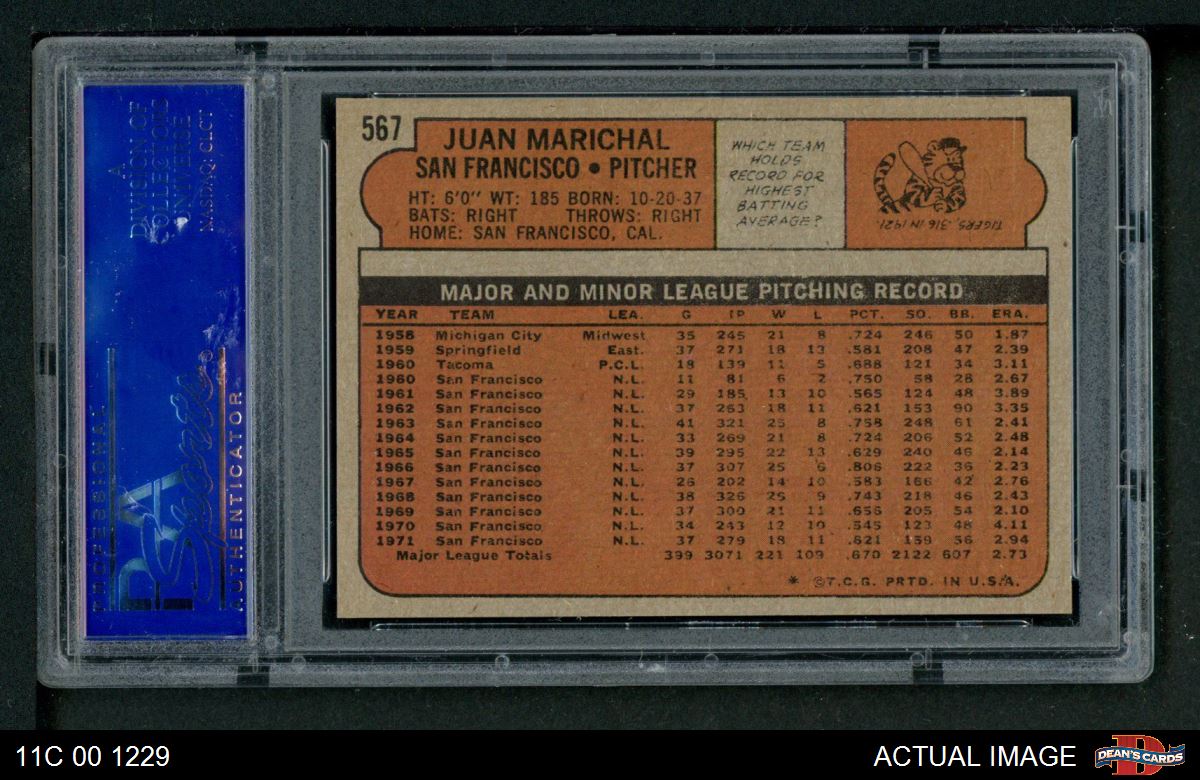 A
DIVISION OF
COLLECTORS
UNIVERSE
NASDAQ: CLCT
PROFESSIONAL
PSA
Sports®
AUTHENTICATOR
567
JUAN MARICHAL
SAN FRANCISCO • PITCHER
HT: 6'0" WT: 185 BORN: 10-20-37
BATS: RIGHT THROWS: RIGHT
HOME: SAN FRANCISCO, CAL.
WHICH TEAM
HOLDS
RECORD FOR
HIGHEST
BATTING
AVERAGE?
TIGERS, .316 IN 1921.
MAJOR AND MINOR LEAGUE PITCHING RECORD
YEAR TEAM LEA. G IP W L PCT. SO. BB. ERA.
1958 Michigan City Midwest 35 245 21 8 .724 246 50 1.87
1959 Springfield East. 37 271 18 13 .581 208 47 2.39
1960 Tacoma P.C.L. 18 139 11 5 .688 121 34 3.11
1960 San Francisco N.L. 11 81 6 2 .750 58 28 2.67
1961 San Francisco N.L. 29 185 13 10 .565 124 48 3.89
1962 San Francisco N.L. 37 263 18 11 .621 153 90 3.35
1963 San Francisco N.L. 41 321 25 8 .758 248 61 2.41
1964 San Francisco N.L. 33 269 21 8 .724 206 52 2.48
1965 San Francisco N.L. 39 295 22 13 .629 240 46 2.14
1966 San Francisco N.L. 37 307 25 6 .806 222 36 2.23
1967 San Francisco N.L. 26 202 14 10 .583 166 42 2.76
1968 San Francisco N.L. 38 326 25 9 .743 218 46 2.43
1969 San Francisco N.L. 37 300 21 11 .656 205 54 2.10
1970 San Francisco N.L. 34 243 12 10 .545 123 48 4.11
1971 San Francisco N.L. 37 279 18 11 .621 159 56 2.94
Major League Totals 399 3071 221 109 .670 2122 607 2.73
* ©T.C.G. PRTD. IN U.S.A.
11C 00 1229
ACTUAL IMAGE
DEAN'S CARDS